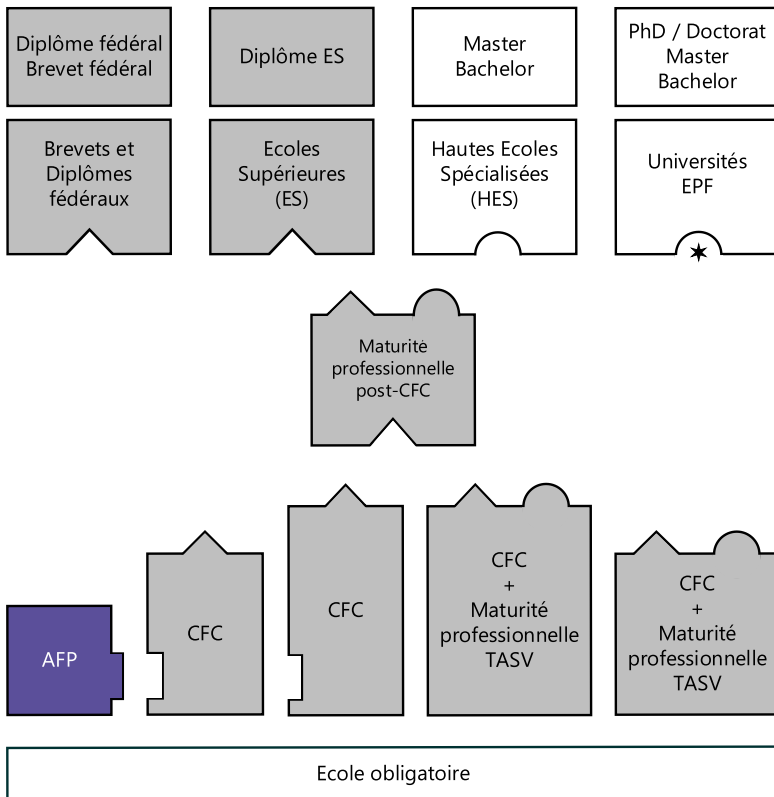 Diplôme fédéral
Brevet fédéral
Diplôme ES
Master
Bachelor
PhD / Doctorat
Master
Bachelor
Brevets et
Diplômes
fédéraux
Ecoles
Supérieures
(ES)
Hautes Ecoles
Spécialisées
(HES)
Universités
EPF
Maturité
professionnelle
post-CFC
AFP
CFC
CFC
CFC
+
Maturité
professionnelle
TASV
CFC
+
Maturité
professionnelle
TASV
Ecole obligatoire